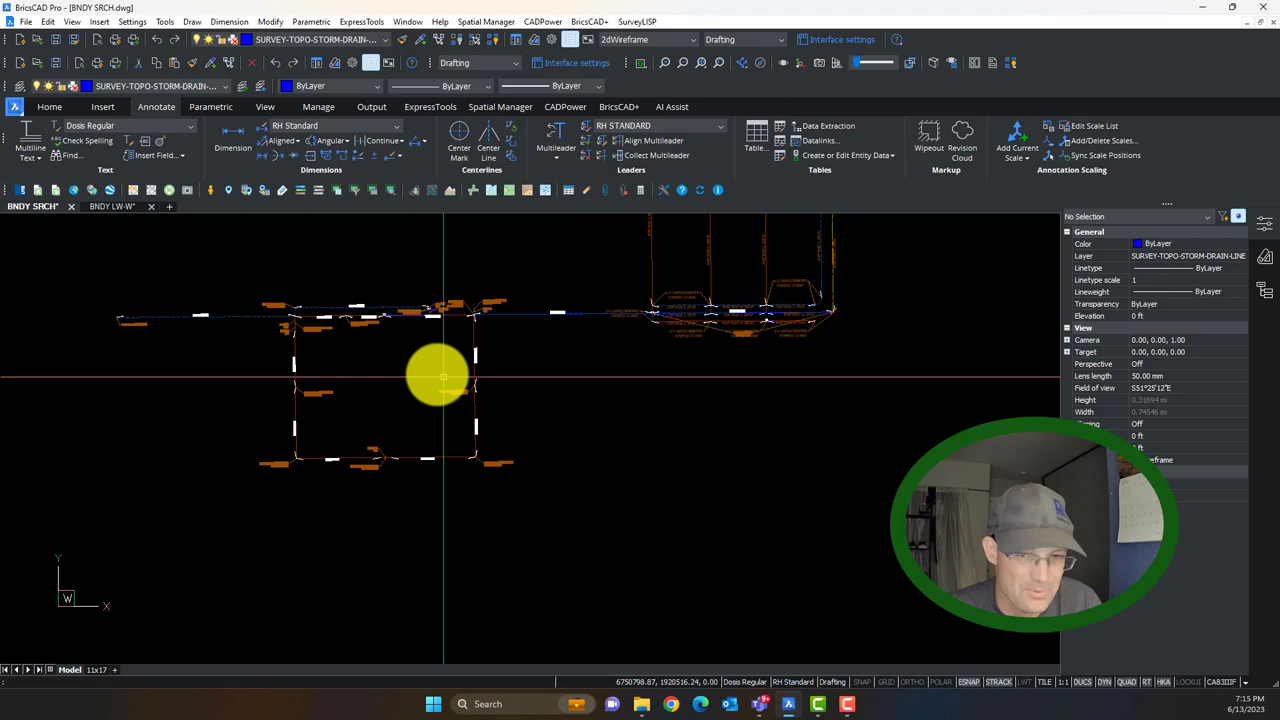 BricsCAD Pro - [BNDY SRCH.dwg]
File Edit View Insert Settings Tools Draw Dimension Modify Parametric ExpressTools Window Help Spatial Manager CADPower BricsCAD+ SurveyLISP
SURVEY-TOPO-STORM-DRAIN-... 2dWireframe Drafting Interface settings
Drafting Interface settings
SURVEY-TOPO-STORM-DRAIN-... ByLayer ByLayer ByLayer
Home Insert Annotate Parametric View Manage Output ExpressTools Spatial Manager CADPower BricsCAD+ AI Assist
Dosis Regular RH Standard RH STANDARD Data Extraction Add Current Scale Edit Scale List
Check Spelling Aligned Angular Continue Align Multileader Datalinks... Add/Delete Scales...
Multiline Text Find... Insert Field... Dimension Center Mark Center Line Multileader Collect Multileader Table... Create or Edit Entity Data Wipeout Revision Cloud Sync Scale Positions
Text Dimensions Centerlines Leaders Tables Markup Annotation Scaling
BNDY SRCH* BNDY LW-W*
No Selection
General
Color ByLayer
Layer SURVEY-TOPO-STORM-DRAIN-LINE
Linetype ByLayer
Linetype scale 1
Lineweight ByLayer
Transparency ByLayer
Elevation 0 ft
View
Camera 0.00, 0.00, 1.00
Target 0.00, 0.00, 0.00
Perspective Off
Lens length 50.00 mm
Field of view S51°25'12"E
Height 0.31694 mi
Width 0.74546 mi
Off
0 ft
0 ft
Y
W X
Model 11x17
: 6750798.87, 1920516.24, 0.00 Dosis Regular RH Standard Drafting SNAP GRID ORTHO POLAR ESNAP STRACK LWT TILE 1:1 DUCS DYN QUAD RT HKA LOCKUI CA83IIIF
Search
7:15 PM
6/13/2023